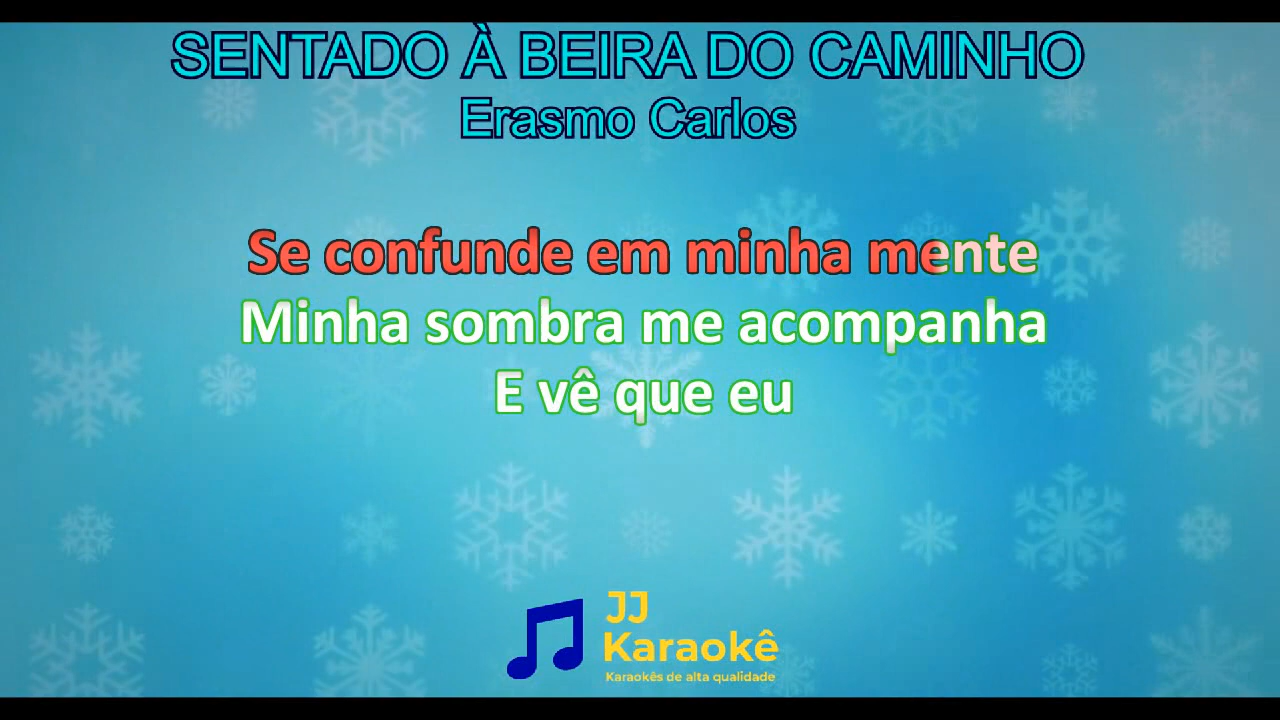 SENTADO À BEIRA DO CAMINHO
Erasmo Carlos
Se confunde em minha mente
Minha sombra me acompanha
E vê que eu
JJ
Karaokê
Karaokês de alta qualidade